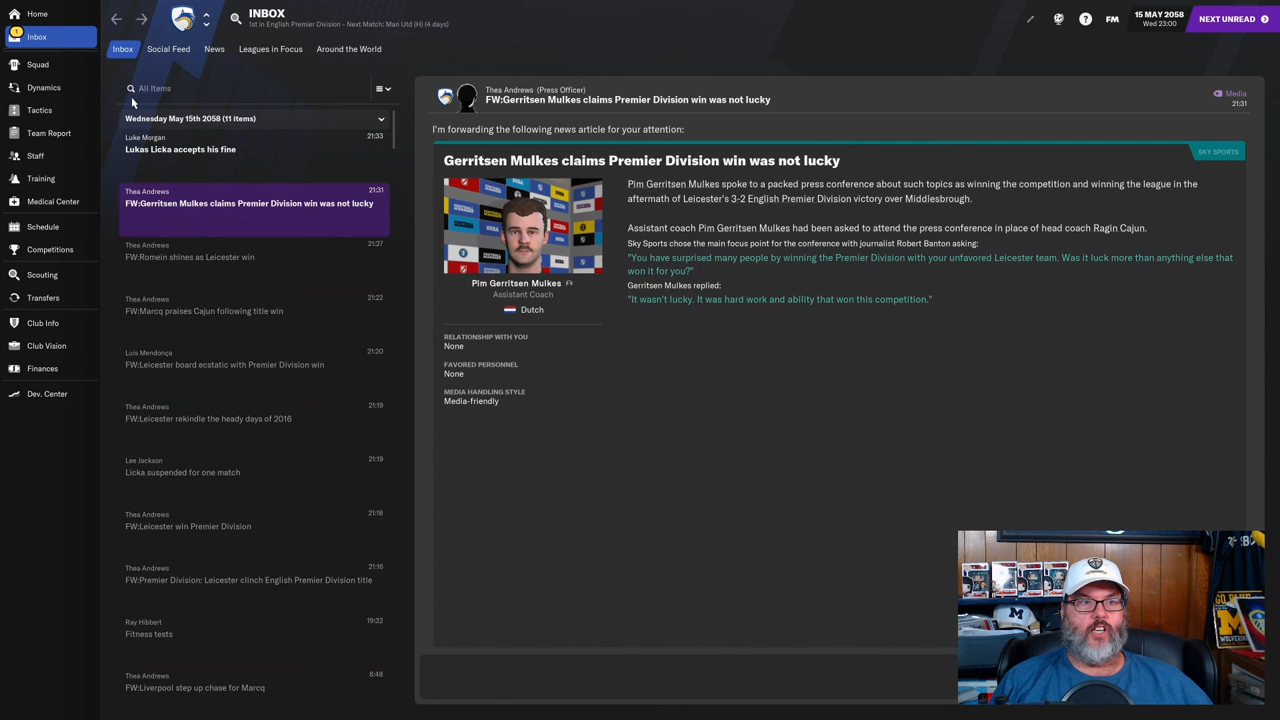 Home
Inbox
1
Squad
Dynamics
Tactics
Team Report
Staff
Training
Medical Center
Schedule
Competitions
Scouting
Transfers
Club Info
Club Vision
Finances
Dev. Center
INBOX
1st in English Premier Division - Next Match: Man Utd (H) (4 days)
?
FM
15 MAY 2058
Wed 23:00
NEXT UNREAD
Inbox
Social Feed
News
Leagues in Focus
Around the World
All Items
Wednesday May 15th 2058 (11 items)
Luke Morgan 21:33
Lukas Licka accepts his fine
Thea Andrews 21:31
FW:Gerritsen Mulkes claims Premier Division win was not lucky
Thea Andrews 21:27
FW:Romein shines as Leicester win
Thea Andrews 21:22
FW:Marcq praises Cajun following title win
Luís Mendonça 21:20
FW:Leicester board ecstatic with Premier Division win
Thea Andrews 21:19
FW:Leicester rekindle the heady days of 2016
Lee Jackson 21:19
Licka suspended for one match
Thea Andrews 21:18
FW:Leicester win Premier Division
Thea Andrews 21:16
FW:Premier Division: Leicester clinch English Premier Division title
Ray Hibbert 19:32
Fitness tests
Thea Andrews 8:48
FW:Liverpool step up chase for Marcq
Thea Andrews (Press Officer)
FW:Gerritsen Mulkes claims Premier Division win was not lucky
Media
21:31
I'm forwarding the following news article for your attention:
Gerritsen Mulkes claims Premier Division win was not lucky
SKY SPORTS
Pim Gerritsen Mulkes
Assistant Coach
Dutch
RELATIONSHIP WITH YOU
None
FAVORED PERSONNEL
None
MEDIA HANDLING STYLE
Media-friendly
Pim Gerritsen Mulkes spoke to a packed press conference about such topics as winning the competition and winning the league in the
aftermath of Leicester's 3-2 English Premier Division victory over Middlesbrough.
Assistant coach Pim Gerritsen Mulkes had been asked to attend the press conference in place of head coach Ragin Cajun.
Sky Sports chose the main focus point for the conference with journalist Robert Banton asking:
"You have surprised many people by winning the Premier Division with your unfavored Leicester team. Was it luck more than anything else that
won it for you?"
Gerritsen Mulkes replied:
"It wasn't lucky. It was hard work and ability that won this competition."
M
GO BLUE
M